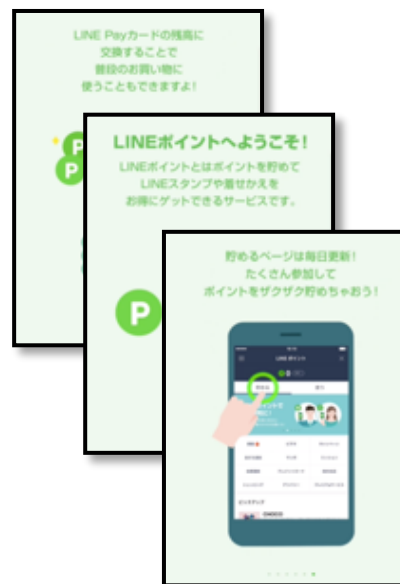 LINE Payカードの残高に
交換することで
普段のお買い物に
使うこともできますよ!
P
P
LINEポイントへようこそ!
LINEポイントとはポイントを貯めて
LINEスタンプや着せかえを
お得にゲットできるサービスです。
P
貯めるページは毎日更新!
たくさん参加して
ポイントをザクザク貯めちゃおう!
LINE ポイント
貯める
使う